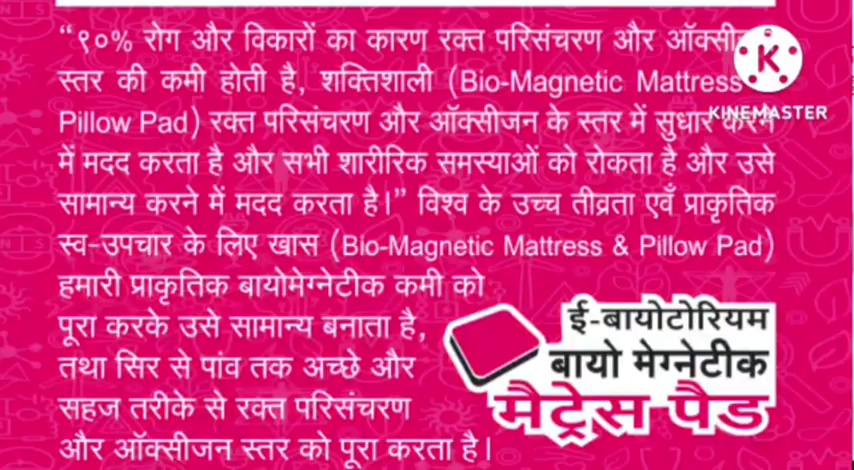 “९०% रोग और विकारों का कारण रक्त परिसंचरण और
स्तर की कमी होती है, शक्तिशाली (Bio-Magnetic Mattress
Pillow Pad) रक्त परिसंचरण और ऑक्सीजन के स्तर में सुधार करने
में मदद करता है और सभी शारीरिक समस्याओं को रोकता है और उसे
सामान्य करने में मदद करता है।” विश्व के उच्च तीव्रता एवँ प्राकृतिक
स्व-उपचार के लिए खास (Bio-Magnetic Mattress & Pillow Pad)
हमारी प्राकृतिक बायोमेग्नेटीक कमी को
पूरा करके उसे सामान्य बनाता है,
तथा सिर से पांव तक अच्छे और
सहज तरीके से रक्त परिसंचरण
और ऑक्सीजन स्तर को पूरा करता है।
ई-बायोटोरियम
बायो मेग्नेटीक
मैट्रेस पैड
K
KINEMASTER